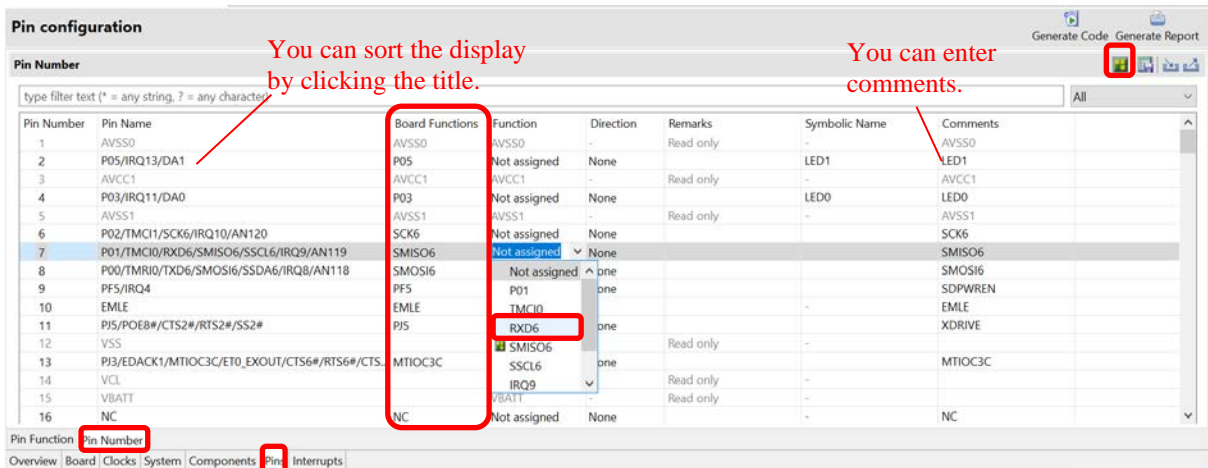 Pin configuration
Generate Code Generate Report
You can sort the display
by clicking the title.
You can enter
comments.
Pin Number
type filter text (* = any string, ? = any character)
All
Pin Number Pin Name Board Functions Function Direction Remarks Symbolic Name Comments
1 AVSS0 AVSS0 AVSS0 - Read only - AVSS0
2 P05/IRQ13/DA1 P05 Not assigned None LED1 LED1
3 AVCC1 AVCC1 AVCC1 - Read only - AVCC1
4 P03/IRQ11/DA0 P03 Not assigned None LED0 LED0
5 AVSS1 AVSS1 AVSS1 - Read only - AVSS1
6 P02/TMCI1/SCK6/IRQ10/AN120 SCK6 Not assigned None SCK6
7 P01/TMCI0/RXD6/SMISO6/SSCL6/IRQ9/AN119 SMISO6 Not assigned None SMISO6
8 P00/TMRI0/TXD6/SMOSI6/SSDA6/IRQ8/AN118 SMOSI6 Not assigned one SMOSI6
9 PF5/IRQ4 PF5 P01 one SDPWREN
10 EMLE EMLE TMCI0 - EMLE
11 PJ5/POE8#/CTS2#/RTS2#/SS2# PJ5 RXD6 one XDRIVE
12 VSS SMISO6 Read only -
13 PJ3/EDACK1/MTIOC3C/ET0_EXOUT/CTS6#/RTS6#/CTS... MTIOC3C SSCL6 one MTIOC3C
14 VCL IRQ9 Read only -
15 VBATT VBATT - Read only -
16 NC NC Not assigned None - NC
Pin Function Pin Number
Overview Board Clocks System Components Pins Interrupts